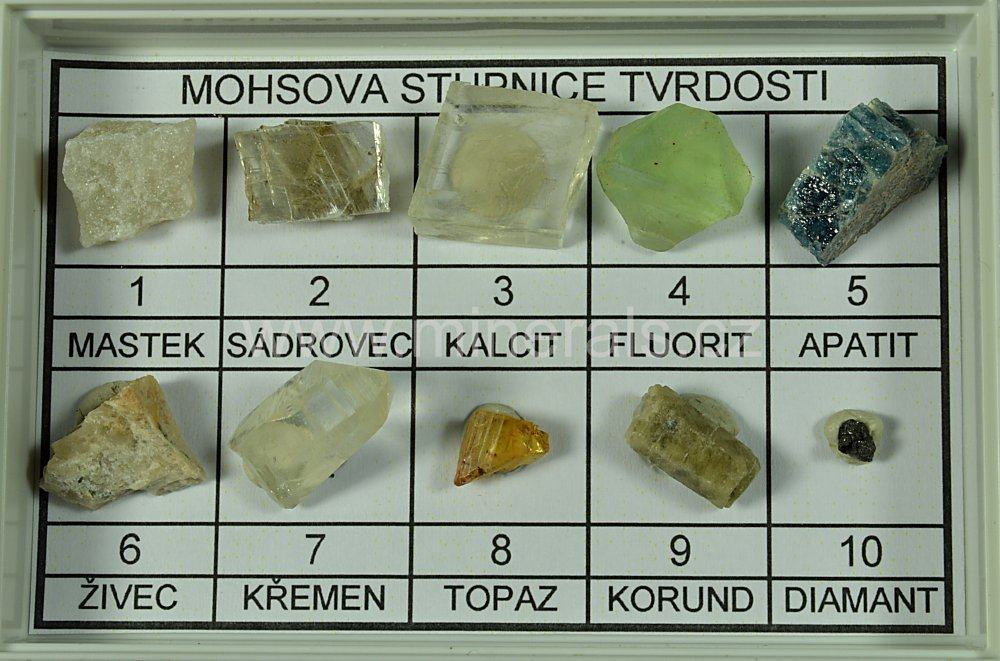 MOHSOVA STUPNICE TVRDOSTI
1 2 3 4 5
MASTEK SÁDROVEC KALCIT FLUORIT APATIT
www.minerals.cz
6 7 8 9 10
ŽIVEC KŘEMEN TOPAZ KORUND DIAMANT